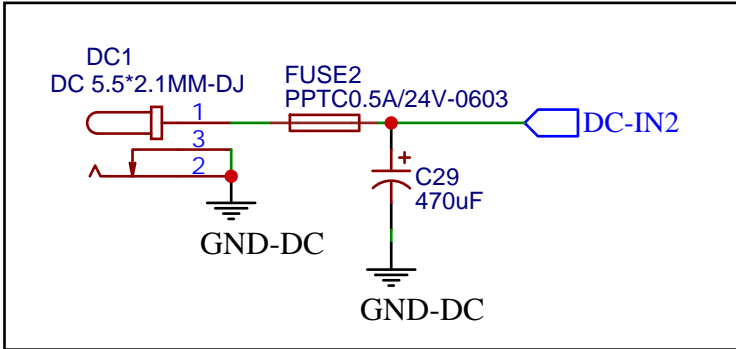 DC1
DC 5.5*2.1MM-DJ
1
3
2
GND-DC
FUSE2
PPTC0.5A/24V-0603
DC-IN2
+
C29
470uF
GND-DC